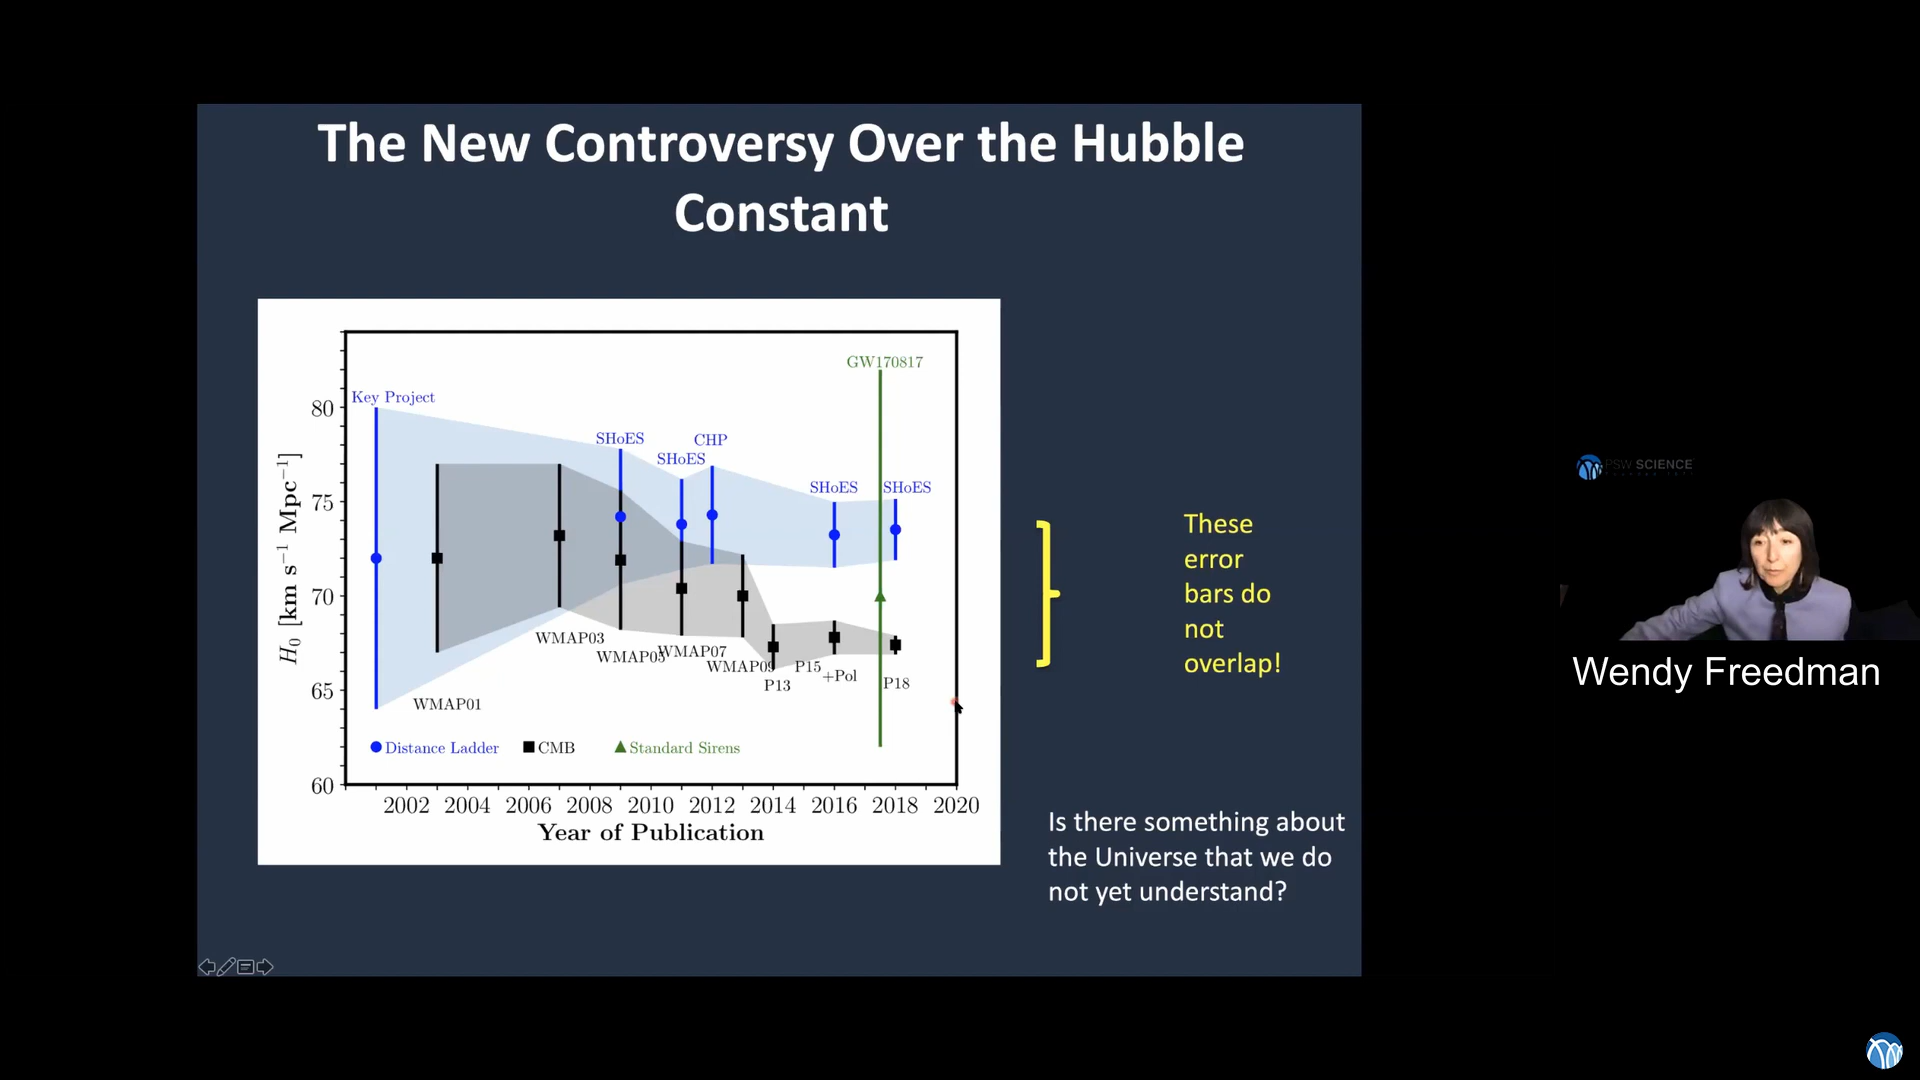 The New Controversy Over the Hubble
Constant
GW170817
Key Project
80
SHoES
CHP
SHoES
SHoES
SHoES
75
H₀ [km s⁻¹ Mpc⁻¹]
70
WMAP03
WMAP05
WMAP07
WMAP09
P15
+Pol
P13
P18
65
WMAP01
Distance Ladder
CMB
Standard Sirens
60
2002 2004 2006 2008 2010 2012 2014 2016 2018 2020
Year of Publication
These
error
bars do
not
overlap!
Is there something about
the Universe that we do
not yet understand?
PSW SCIENCE
Wendy Freedman